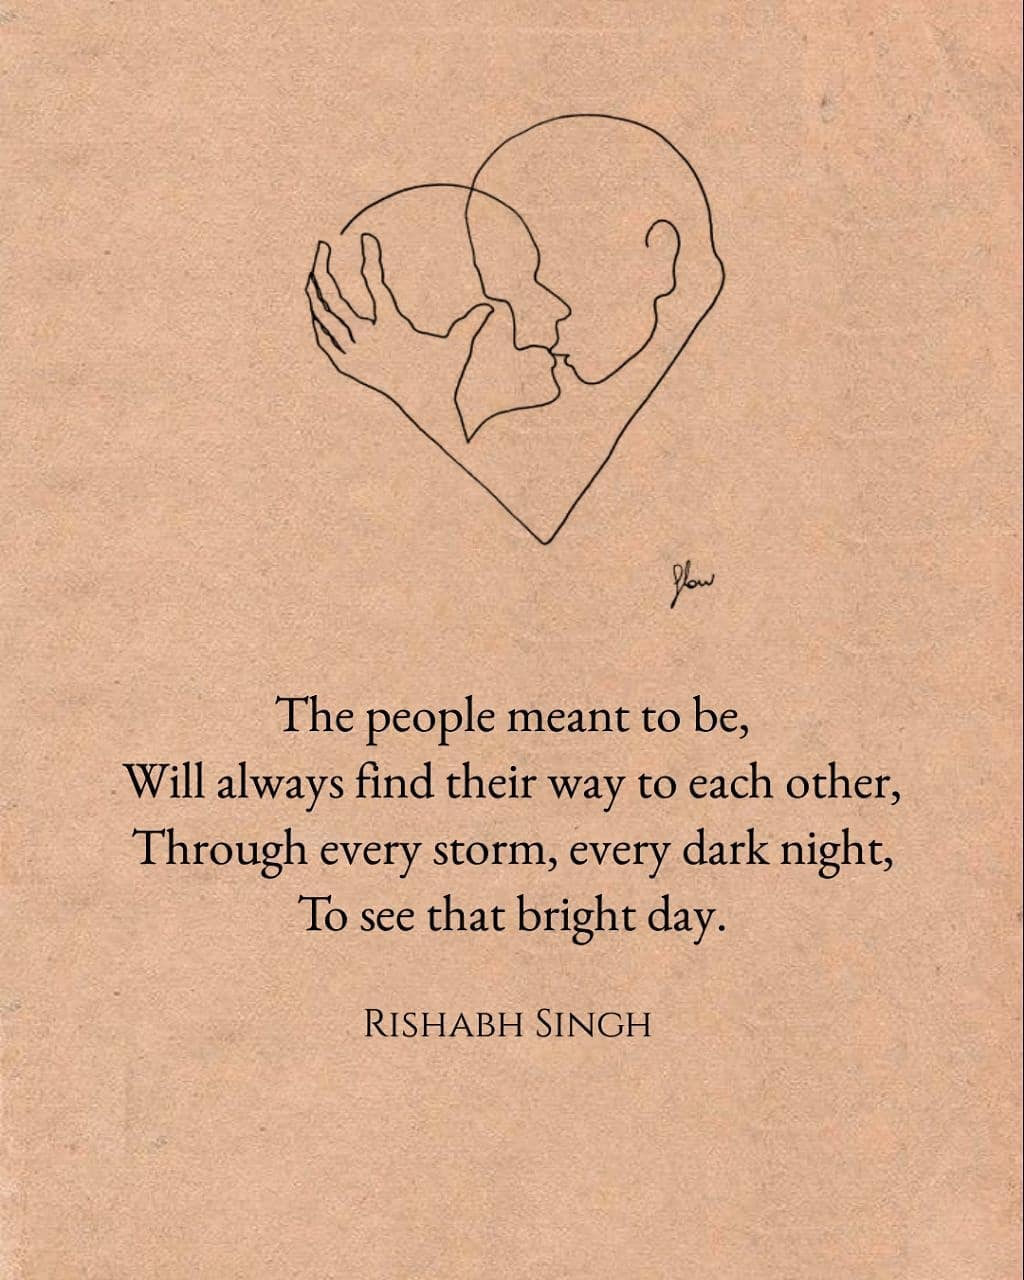 flow
The people meant to be,
Will always find their way to each other,
Through every storm, every dark night,
To see that bright day.
RISHABH SINGH